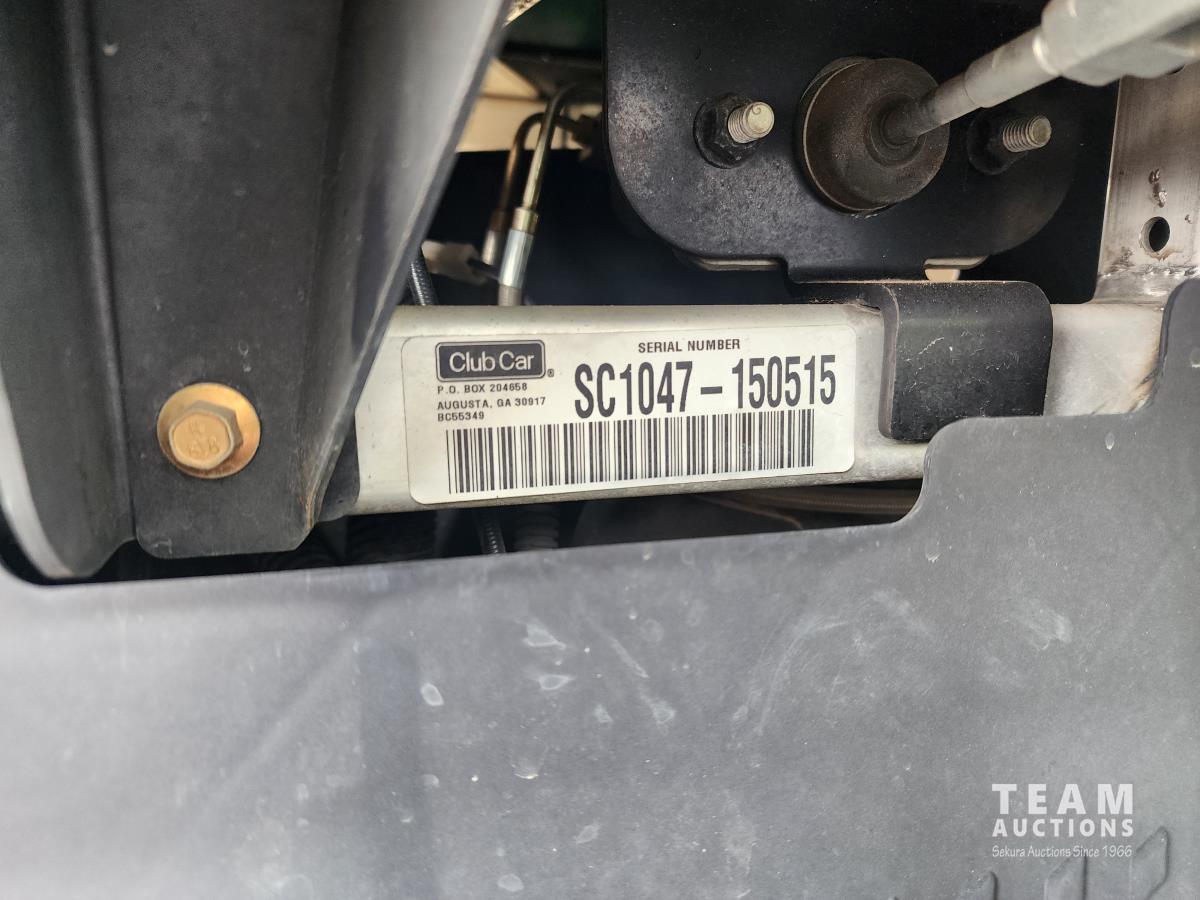 Club Car ®
P.O. BOX 204658
AUGUSTA, GA 30917
BC55349
SERIAL NUMBER
SC1047-150515
TEAM
AUCTIONS
Sekura Auctions Since 1966